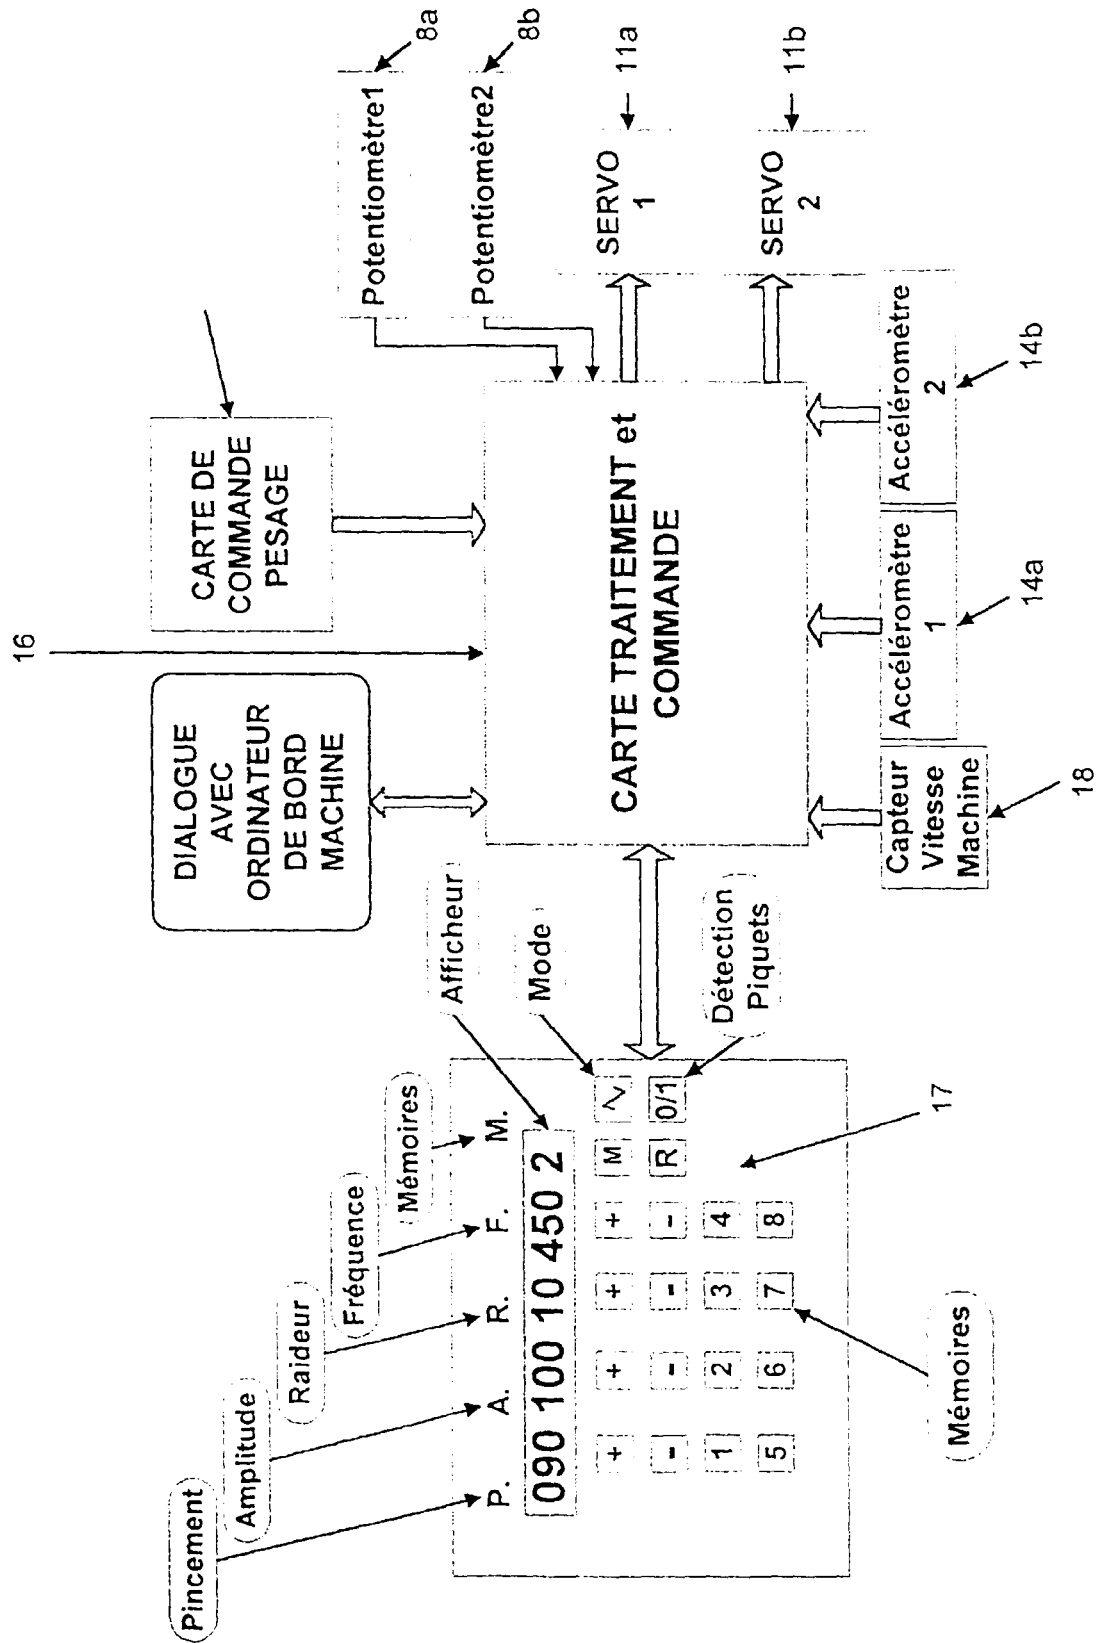 16
DIALOGUE
AVEC
ORDINATEUR
DE BORD
MACHINE
CARTE DE
COMMANDE
PESAGE
Potentiomètre1
8a
Potentiomètre2
8b
SERVO
1
11a
SERVO
2
11b
CARTE TRAITEMENT et
COMMANDE
Capteur
Vitesse
Machine
18
Accéléromètre
1
14a
Accéléromètre
2
14b
Pincement
Amplitude
Raideur
Fréquence
Mémoires
Afficheur
Mode
Détection
Piquets
P. A. R. F. M.
090 100 10 450 2
+ + + + M
- - - - R 0/1
1 2 3 4
5 6 7 8
17
Mémoires